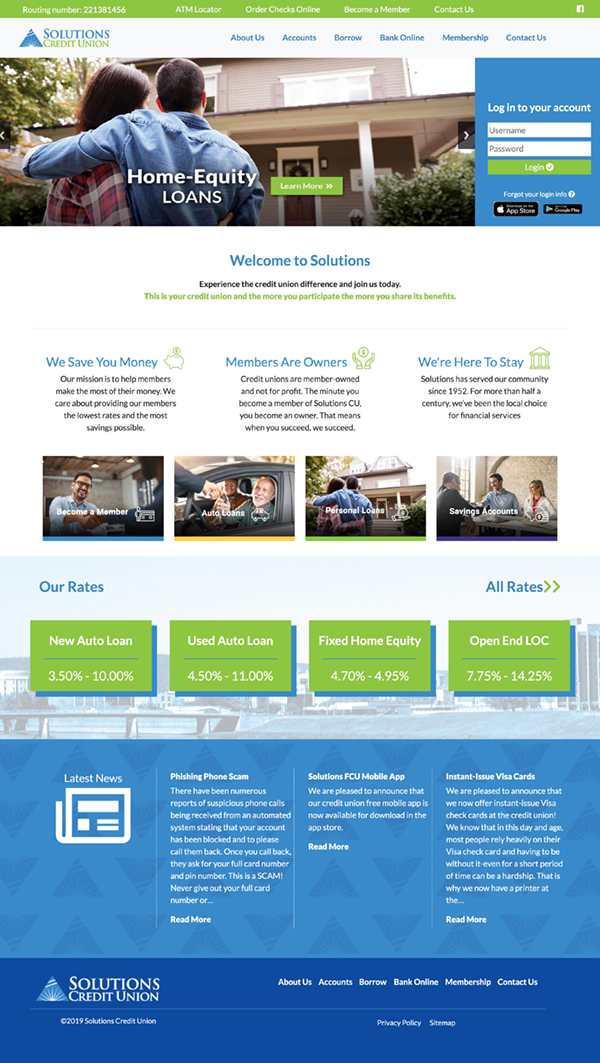 Routing number: 221381456
ATM Locator
Order Checks Online
Become a Member
Contact Us
SOLUTIONS
CREDIT UNION
About Us
Accounts
Borrow
Bank Online
Membership
Contact Us
Home-Equity
LOANS
Learn More »
Log in to your account
Username
Password
Login
Forgot your login info
App Store
Google Play
Welcome to Solutions
Experience the credit union difference and join us today.
This is your credit union and the more you participate the more you share its benefits.
We Save You Money
Our mission is to help members
make the most of their money. We
care about providing our members
the lowest rates and the most
savings possible.
Members Are Owners
Credit unions are member-owned
and not for profit. The minute you
become a member of Solutions CU,
you become an owner. That means
when you succeed, we succeed.
We're Here To Stay
Solutions has served our community
since 1952. For more than half a
century, we've been the local choice
for financial services
Become a Member
Auto Loans
Personal Loans
Savings Accounts
Our Rates
All Rates
New Auto Loan
3.50% - 10.00%
Used Auto Loan
4.50% - 11.00%
Fixed Home Equity
4.70% - 4.95%
Open End LOC
7.75% - 14.25%
Latest News
Phishing Phone Scam
There have been numerous
reports of suspicious phone calls
being received from an automated
system stating that your account
has been blocked and to please
call them back. Once you call back,
they ask for your full card number
and pin number. This is a SCAM!
Never give out your full card
number or...
Read More
Solutions FCU Mobile App
We are pleased to announce that
our credit union free mobile app is
now available for download in the
app store.
Read More
Instant-Issue Visa Cards
We are pleased to announce that
we now offer instant-Issue Visa
check cards at the credit union!
We know that in this day and age,
most people rely heavily on their
Visa check card and having to be
without it-even for a short period
of time can be a hardship. That is
why we now have a printer at
the...
Read More
SOLUTIONS
CREDIT UNION
About Us
Accounts
Borrow
Bank Online
Membership
Contact Us
©2019 Solutions Credit Union
Privacy Policy
Sitemap